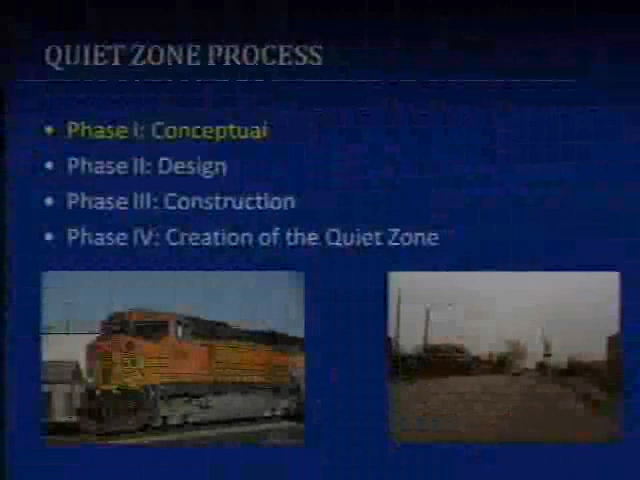 QUIET ZONE PROCESS
• Phase I: Conceptual
• Phase II: Design
• Phase III: Construction
• Phase IV: Creation of the Quiet Zone